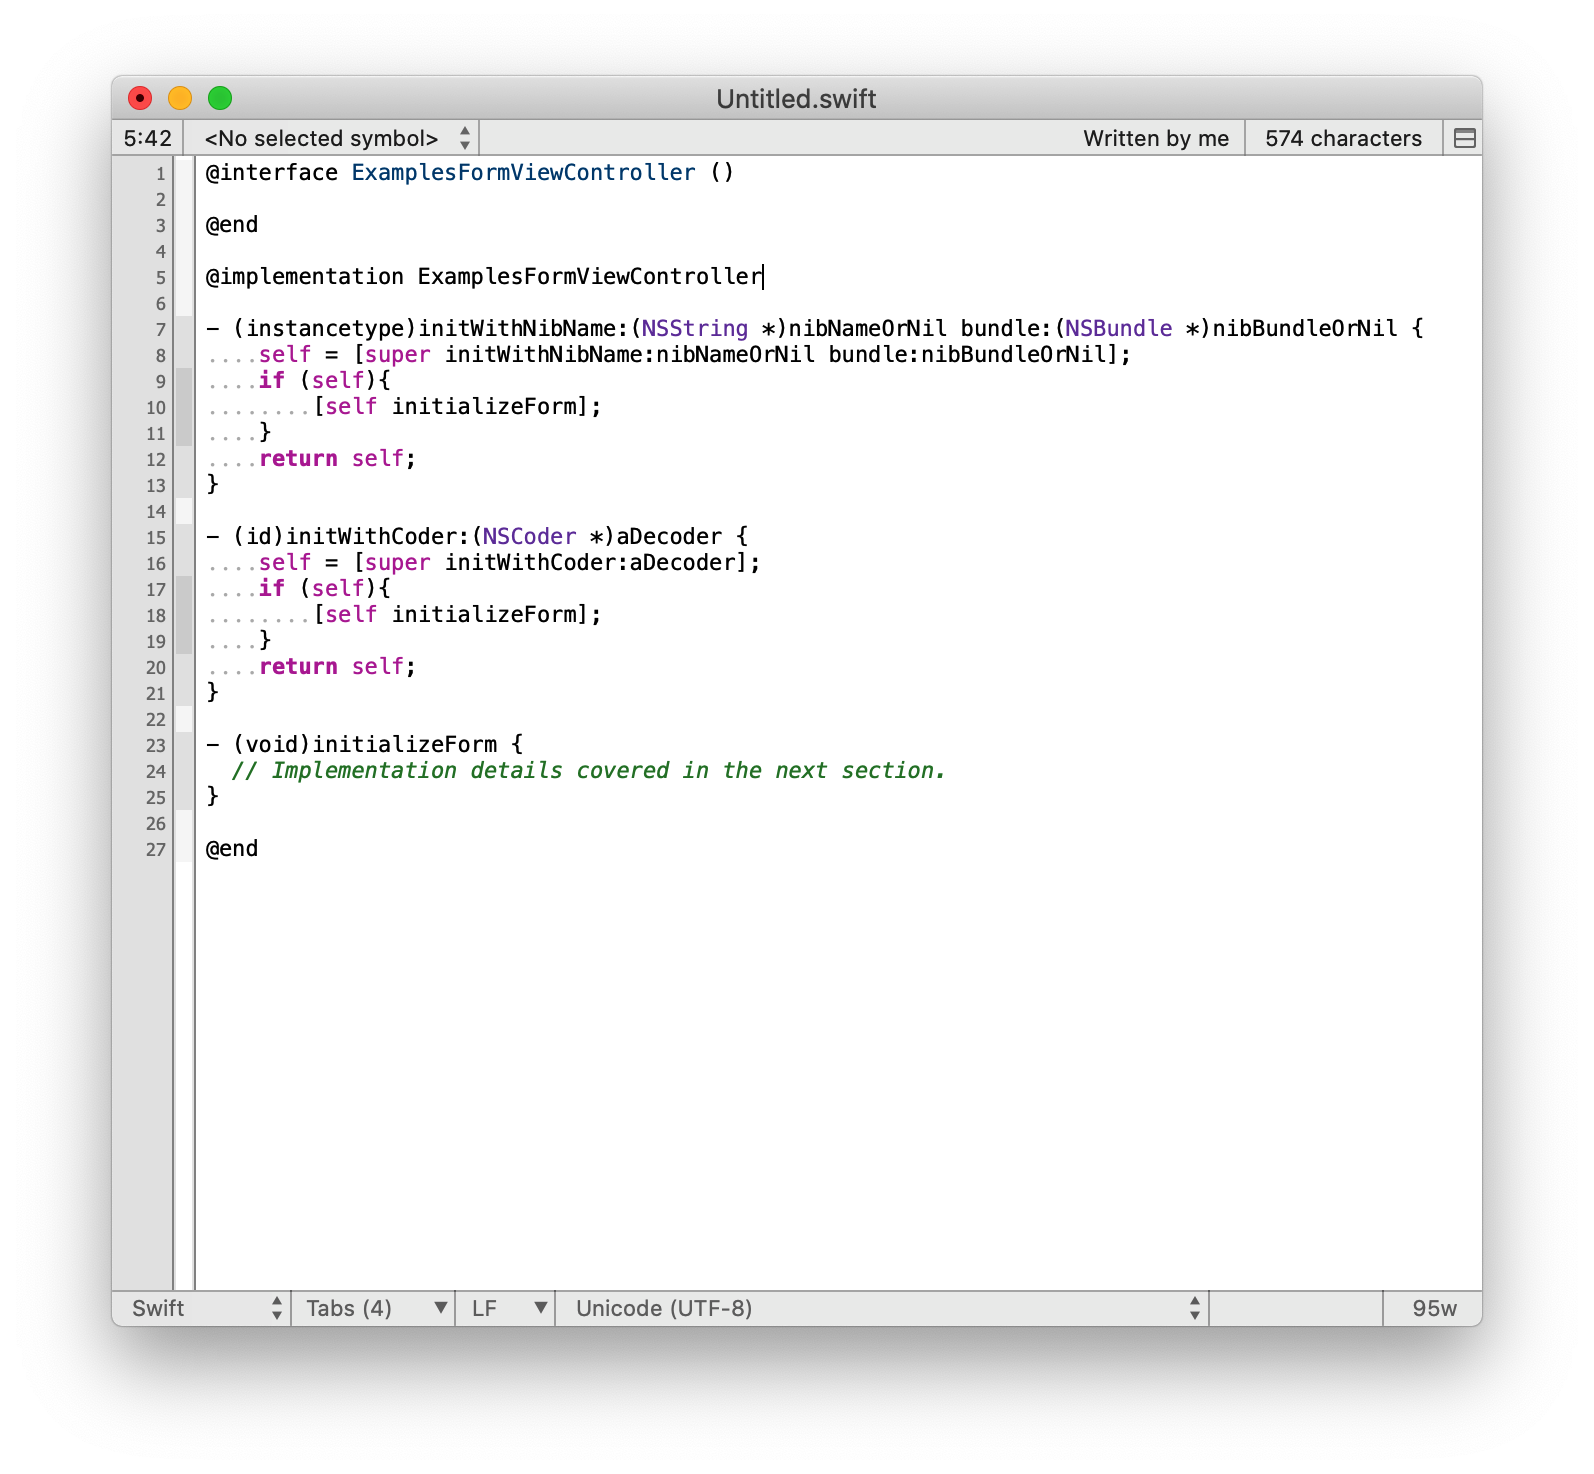 Untitled.swift
5:42 <No selected symbol> Written by me 574 characters
1 @interface ExamplesFormViewController ()
2
3 @end
4
5 @implementation ExamplesFormViewController
6
7 - (instancetype)initWithNibName:(NSString *)nibNameOrNil bundle:(NSBundle *)nibBundleOrNil {
8 ....self = [super initWithNibName:nibNameOrNil bundle:nibBundleOrNil];
9 ....if (self){
10 ........[self initializeForm];
11 ....}
12 ....return self;
13 }
14
15 - (id)initWithCoder:(NSCoder *)aDecoder {
16 ....self = [super initWithCoder:aDecoder];
17 ....if (self){
18 ........[self initializeForm];
19 ....}
20 ....return self;
21 }
22
23 - (void)initializeForm {
24   // Implementation details covered in the next section.
25 }
26
27 @end
Swift Tabs (4) LF Unicode (UTF-8) 95w